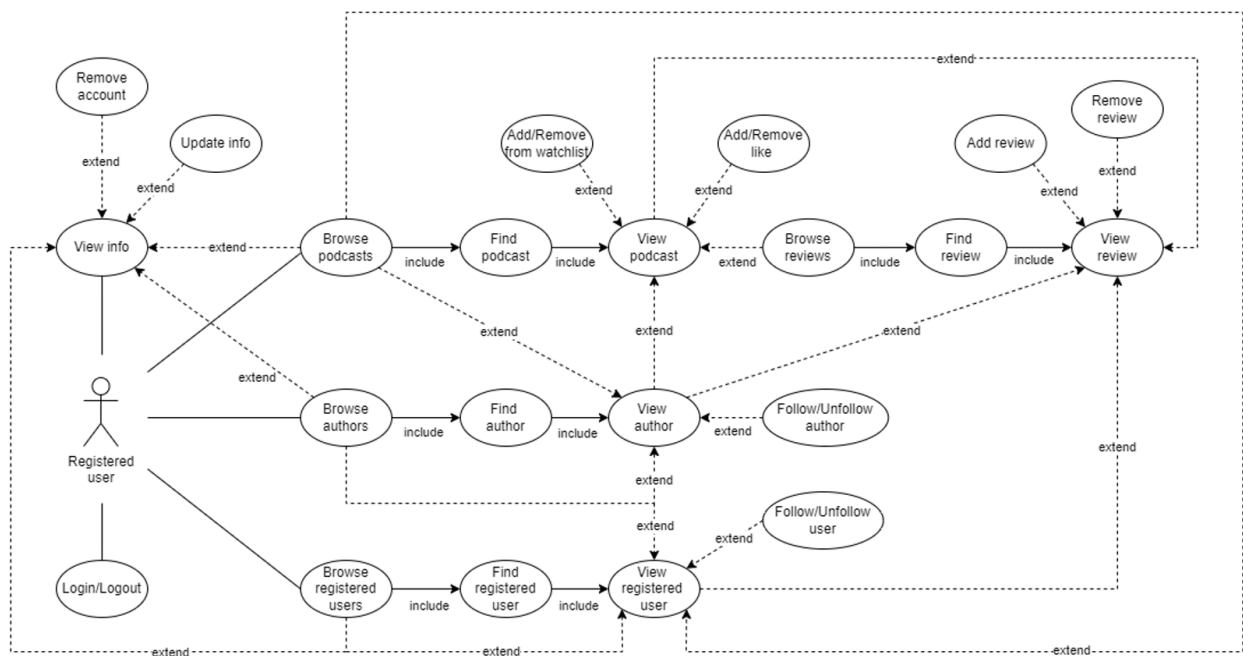 extend
Remove
account
Remove
review
Update info
Add/Remove
from watchlist
Add/Remove
like
Add review
extend
extend
extend
extend
extend
extend
View info
extend
Browse
podcasts
include
Find
podcast
include
View
podcast
extend
Browse
reviews
include
Find
review
include
View
review
extend
extend
extend
extend
Registered
user
Browse
authors
include
Find
author
include
View
author
extend
Follow/Unfollow
author
extend
extend
extend
Follow/Unfollow
user
extend
Login/Logout
Browse
registered
users
include
Find
registered
user
include
View
registered
user
extend
extend
extend